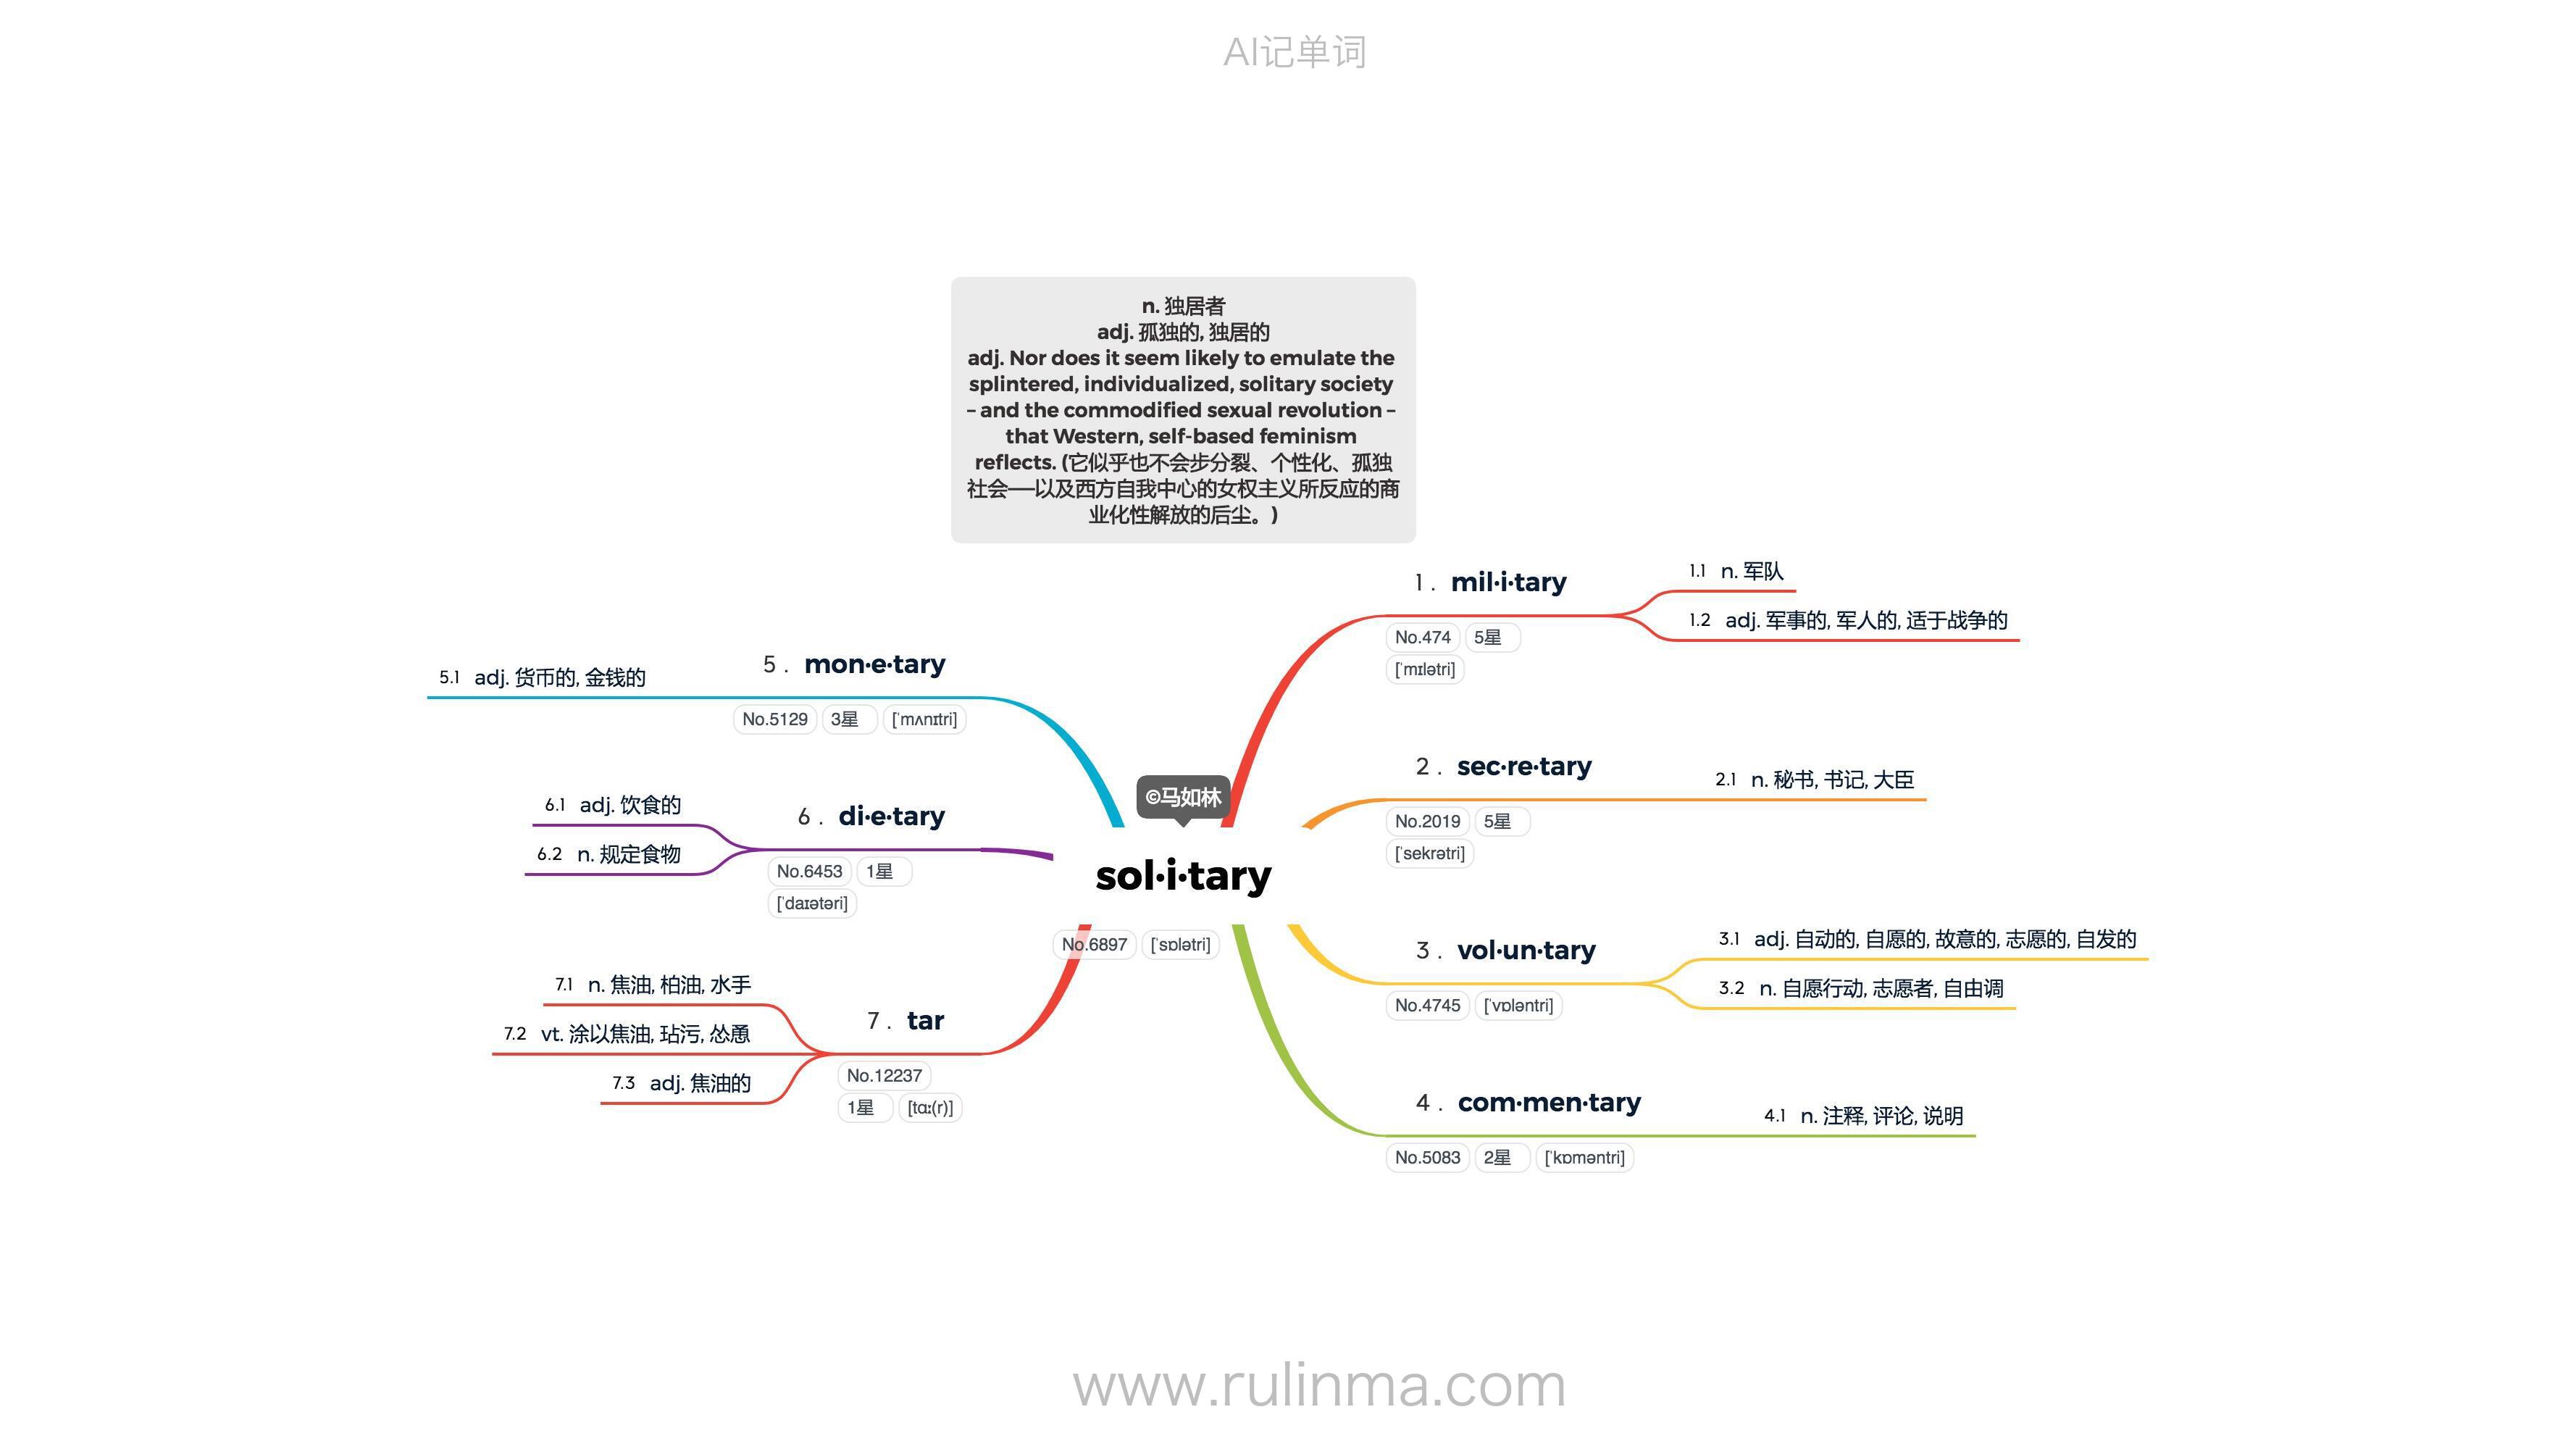 AI记单词
n. 独居者
adj. 孤独的, 独居的
adj. Nor does it seem likely to emulate the
splintered, individualized, solitary society
– and the commodified sexual revolution –
that Western, self-based feminism
reflects. (它似乎也不会步分裂、个性化、孤独
社会——以及西方自我中心的女权主义所反应的商
业化性解放的后尘。)
©马如林
sol·i·tary
No.6897 [ˈsɒlətri]
1. mil·i·tary
No.474 5星
[ˈmɪlətri]
1.1 n. 军队
1.2 adj. 军事的, 军人的, 适于战争的
2. sec·re·tary
No.2019 5星
[ˈsekrətri]
2.1 n. 秘书, 书记, 大臣
3. vol·un·tary
No.4745 [ˈvɒləntri]
3.1 adj. 自动的, 自愿的, 故意的, 志愿的, 自发的
3.2 n. 自愿行动, 志愿者, 自由调
4. com·men·tary
No.5083 2星 [ˈkɒməntri]
4.1 n. 注释, 评论, 说明
5. mon·e·tary
No.5129 3星 [ˈmʌnɪtri]
5.1 adj. 货币的, 金钱的
6. di·e·tary
No.6453 1星
[ˈdaɪətəri]
6.1 adj. 饮食的
6.2 n. 规定食物
7. tar
No.12237
1星 [tɑː(r)]
7.1 n. 焦油, 柏油, 水手
7.2 vt. 涂以焦油, 玷污, 怂恿
7.3 adj. 焦油的
www.rulinma.com